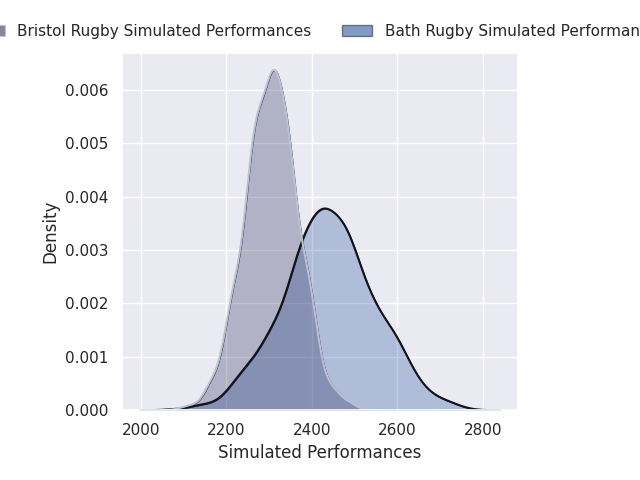 Bristol Rugby Simulated Performances
Bath Rugby Simulated Performan
0.006
0.005
0.004
0.003
0.002
0.001
0.000
Density
2000 2200 2400 2600 2800
Simulated Performances